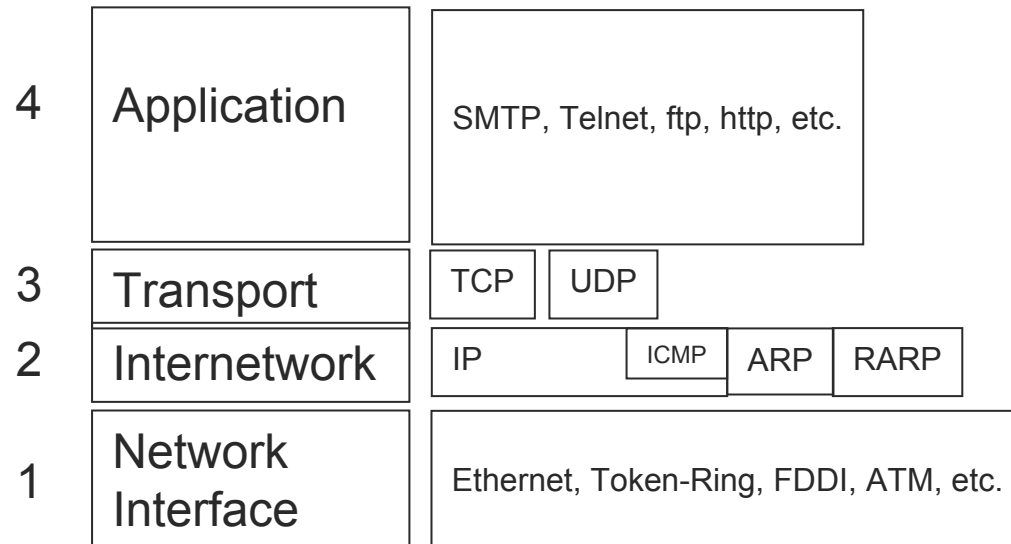 4 Application SMTP, Telnet, ftp, http, etc.
3 Transport TCP UDP
2 Internetwork IP ICMP ARP RARP
1 Network
Interface Ethernet, Token-Ring, FDDI, ATM, etc.